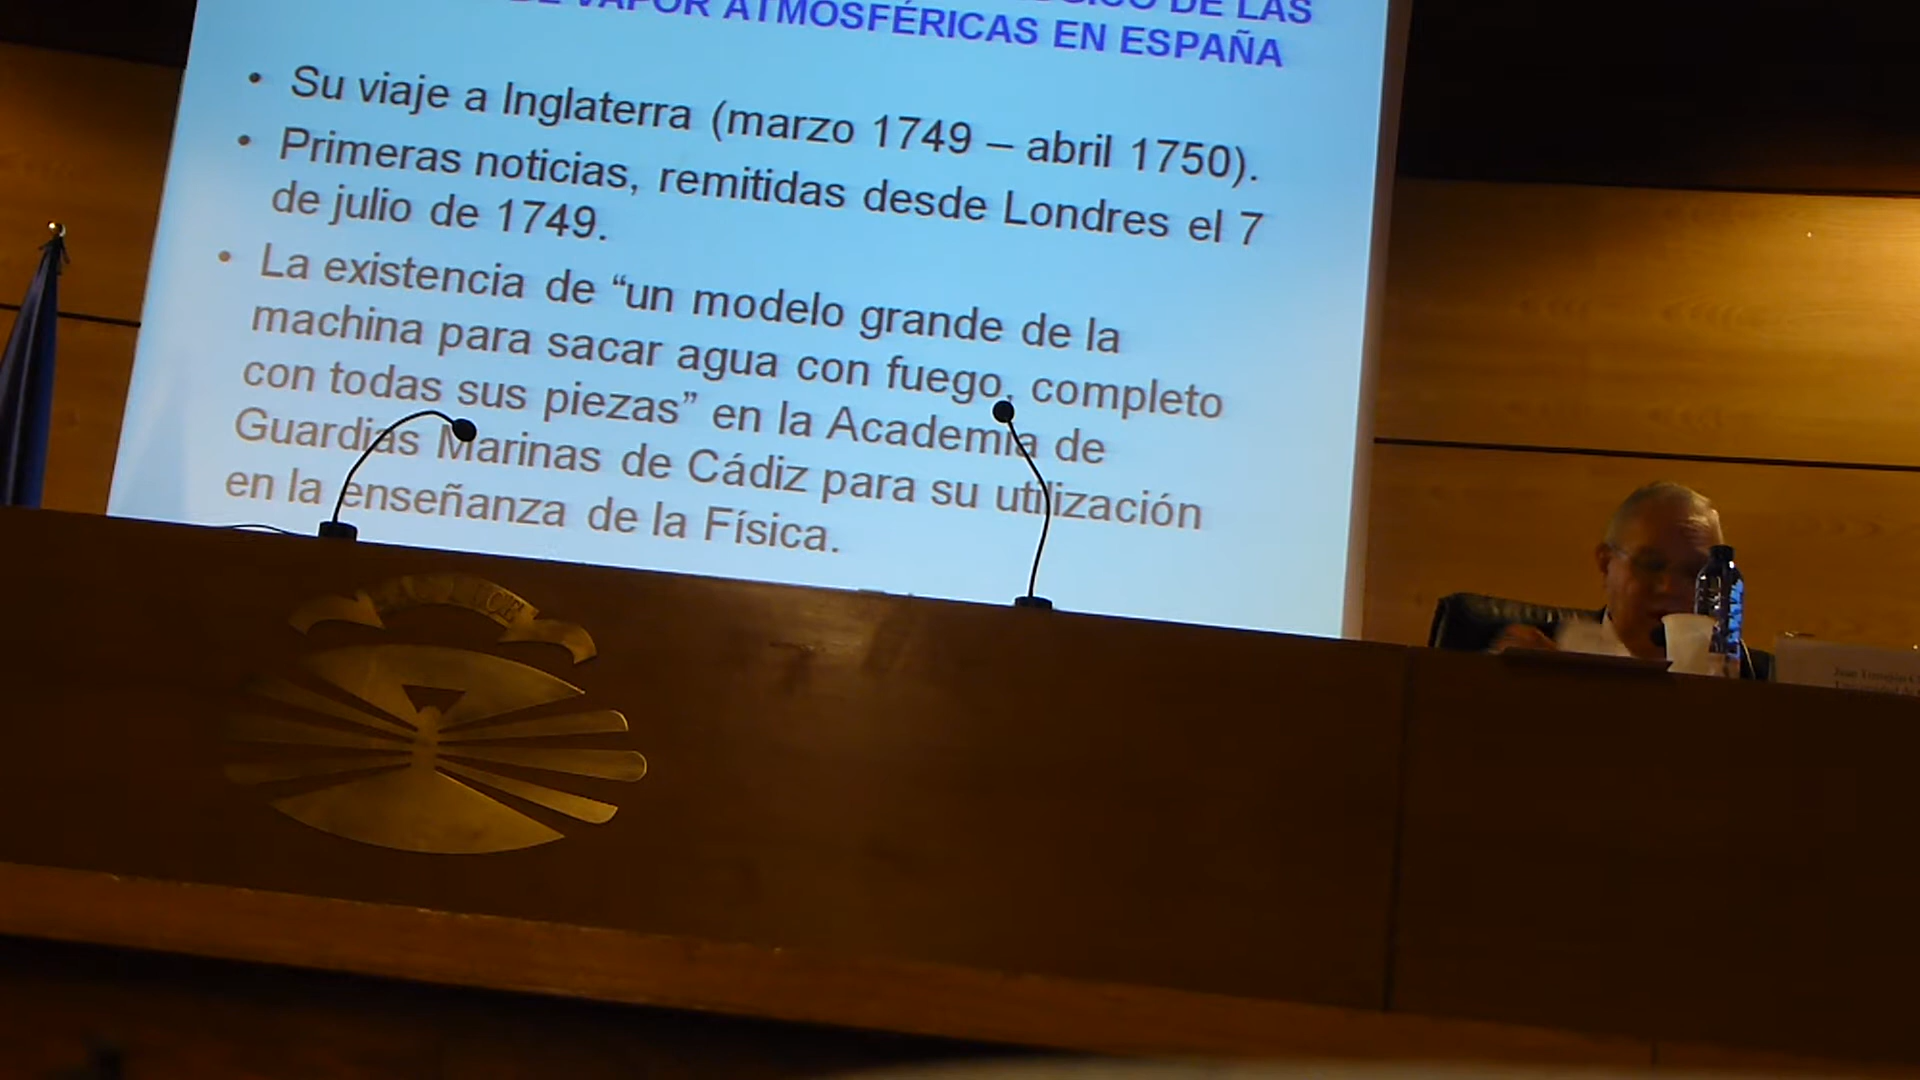 DE LAS
DE VAPOR ATMOSFÉRICAS EN ESPAÑA
• Su viaje a Inglaterra (marzo 1749 – abril 1750).
• Primeras noticias, remitidas desde Londres el 7
de julio de 1749.
• La existencia de “un modelo grande de la
machina para sacar agua con fuego, completo
con todas sus piezas” en la Academia de
Guardias Marinas de Cádiz para su utilización
en la enseñanza de la Física.